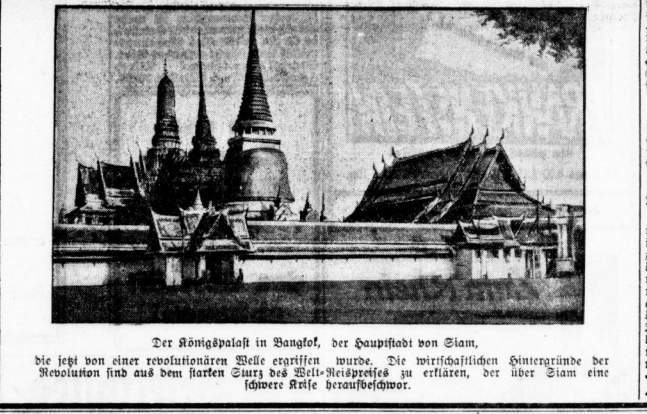 Der Königspalast in Bangkok, der Hauptstadt von Siam,
die jetzt von einer revolutionären Welle ergriffen wurde. Die wirtschaftlichen Hintergründe der
Revolution sind aus dem starken Sturz des Welt-Reispreises zu erklären, der über Siam eine
schwere Krise heraufbeschwor.